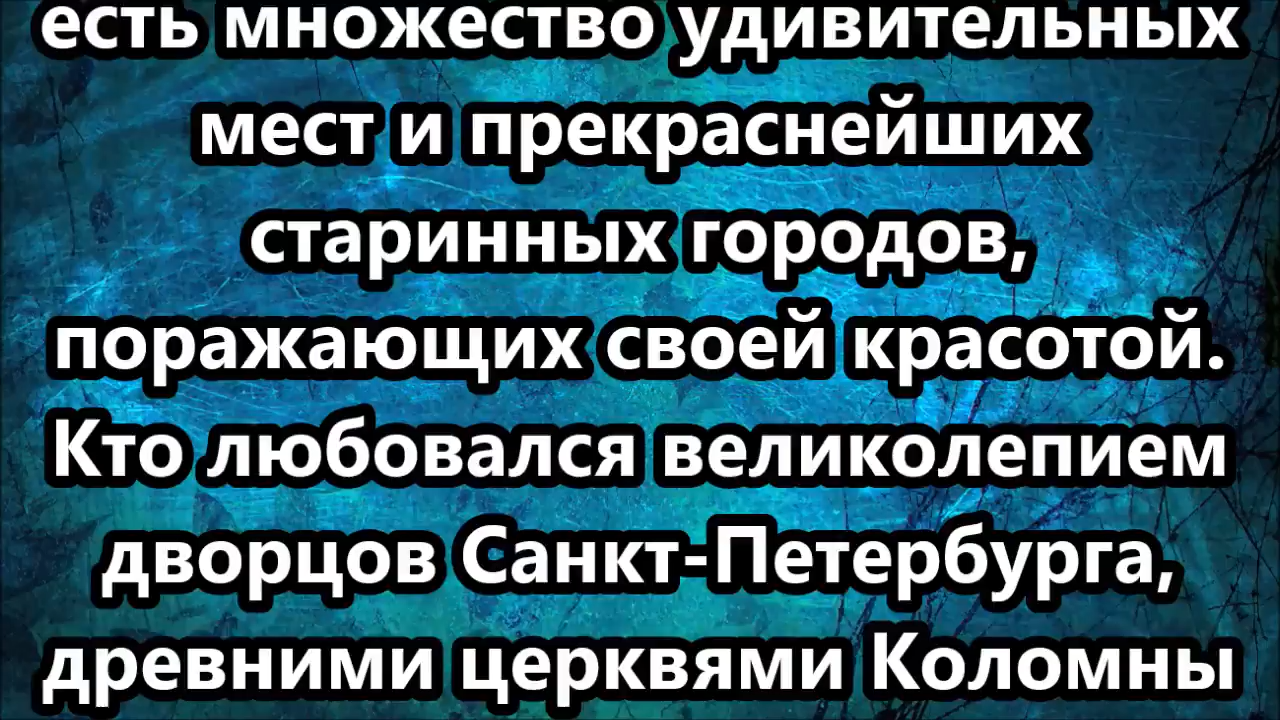 есть множество удивительных
мест и прекраснейших
старинных городов,
поражающих своей красотой.
Кто любовался великолепием
дворцов Санкт-Петербурга,
древними церквями Коломны